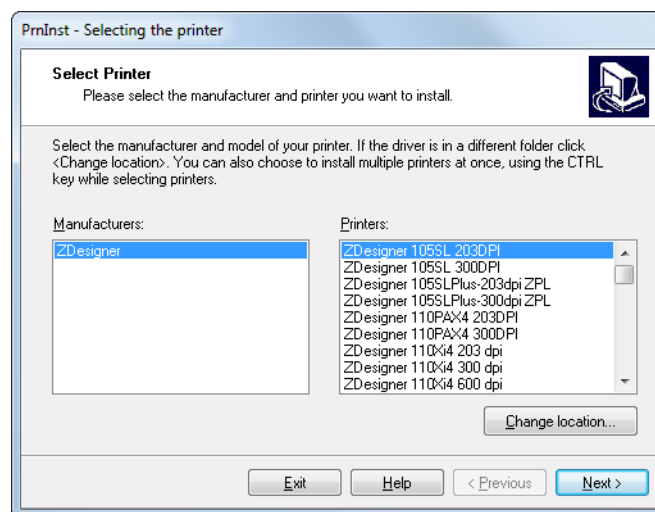 PrnInst - Selecting the printer
Select Printer
Please select the manufacturer and printer you want to install.
Select the manufacturer and model of your printer. If the driver is in a different folder click
<Change location>. You can also choose to install multiple printers at once, using the CTRL
key while selecting printers.
Manufacturers:
ZDesigner
Printers:
ZDesigner 105SL 203DPI
ZDesigner 105SL 300DPI
ZDesigner 105SLPlus-203dpi ZPL
ZDesigner 105SLPlus-300dpi ZPL
ZDesigner 110PAX4 203DPI
ZDesigner 110PAX4 300DPI
ZDesigner 110Xi4 203 dpi
ZDesigner 110Xi4 300 dpi
ZDesigner 110Xi4 600 dpi
Change location...
Exit
Help
< Previous
Next >